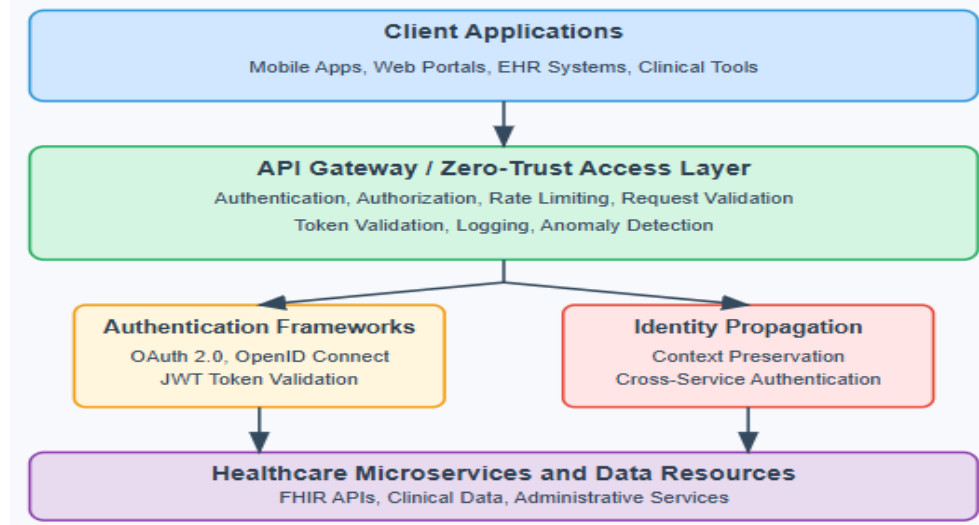 Client Applications
Mobile Apps, Web Portals, EHR Systems, Clinical Tools
API Gateway / Zero-Trust Access Layer
Authentication, Authorization, Rate Limiting, Request Validation
Token Validation, Logging, Anomaly Detection
Authentication Frameworks
OAuth 2.0, OpenID Connect
JWT Token Validation
Identity Propagation
Context Preservation
Cross-Service Authentication
Healthcare Microservices and Data Resources
FHIR APIs, Clinical Data, Administrative Services